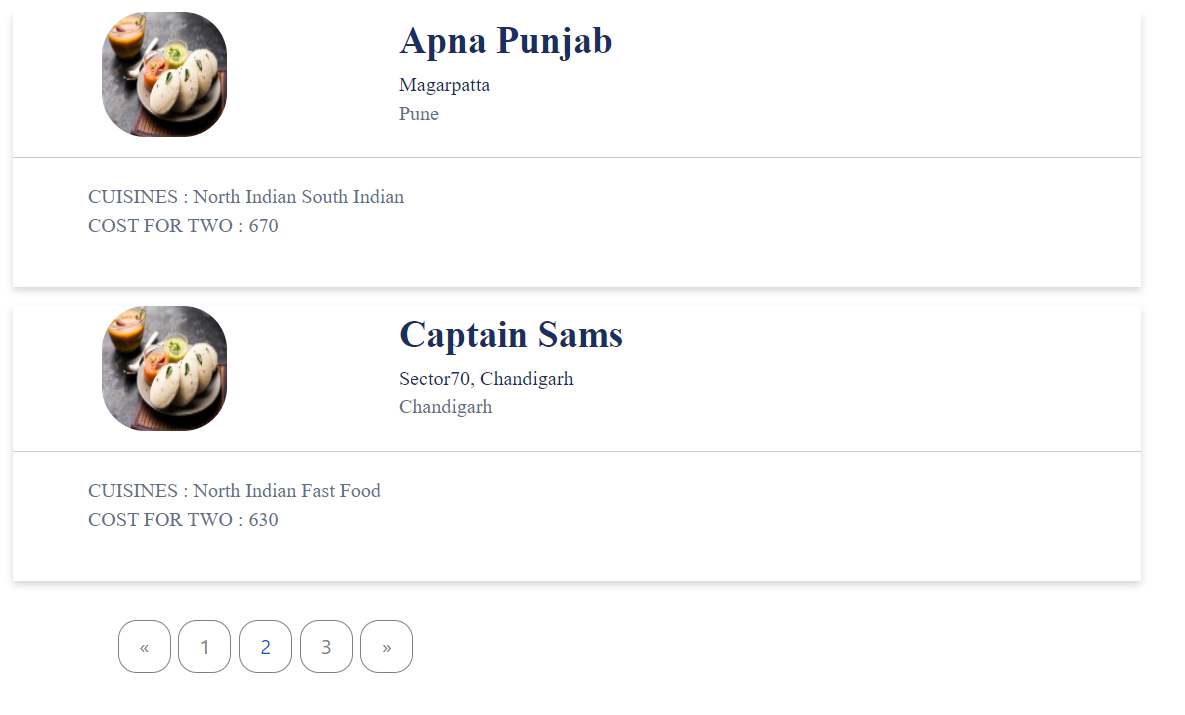 Apna Punjab
Magarpatta
Pune
CUISINES : North Indian South Indian
COST FOR TWO : 670
Captain Sams
Sector70, Chandigarh
Chandigarh
CUISINES : North Indian Fast Food
COST FOR TWO : 630
« 1 2 3 »